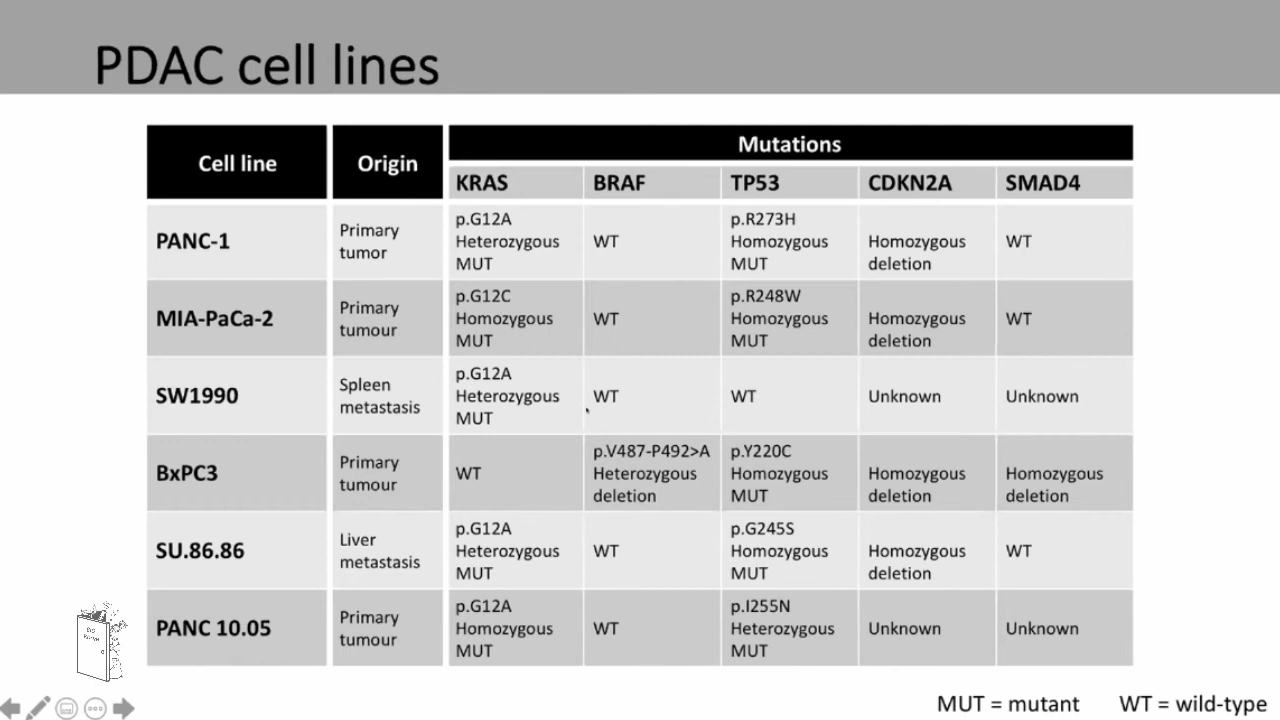 PDAC cell lines
Cell line
Origin
Mutations
KRAS
BRAF
TP53
CDKN2A
SMAD4
PANC-1
Primary
tumor
p.G12A
Heterozygous
MUT
WT
p.R273H
Homozygous
MUT
Homozygous
deletion
WT
MIA-PaCa-2
Primary
tumour
p.G12C
Homozygous
MUT
WT
p.R248W
Homozygous
MUT
Homozygous
deletion
WT
SW1990
Spleen
metastasis
p.G12A
Heterozygous
MUT
WT
WT
Unknown
Unknown
BxPC3
Primary
tumour
WT
p.V487-P492>A
Heterozygous
deletion
p.Y220C
Homozygous
MUT
Homozygous
deletion
Homozygous
deletion
SU.86.86
Liver
metastasis
p.G12A
Heterozygous
MUT
WT
p.G245S
Homozygous
MUT
Homozygous
deletion
WT
PANC 10.05
Primary
tumour
p.G12A
Homozygous
MUT
WT
p.I255N
Heterozygous
MUT
Unknown
Unknown
MUT = mutant WT = wild-type